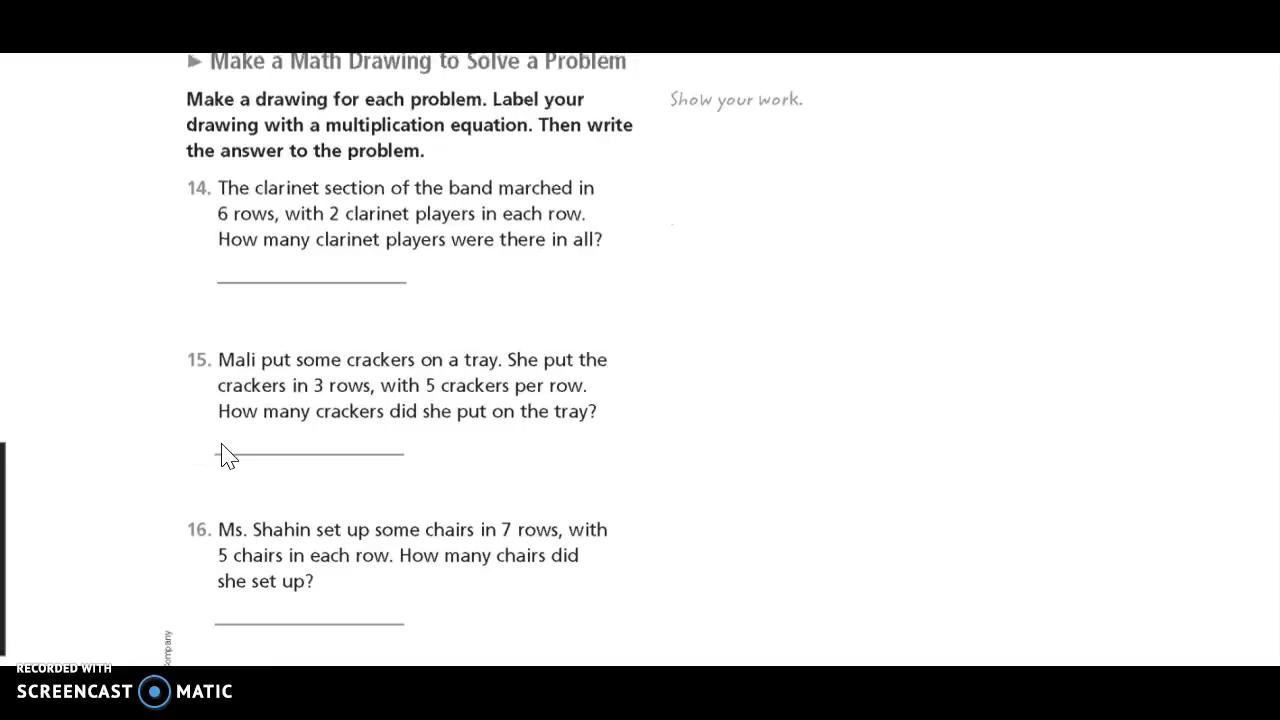 ► Make a Math Drawing to Solve a Problem
Make a drawing for each problem. Label your
drawing with a multiplication equation. Then write
the answer to the problem.
Show your work.
14. The clarinet section of the band marched in
6 rows, with 2 clarinet players in each row.
How many clarinet players were there in all?
15. Mali put some crackers on a tray. She put the
crackers in 3 rows, with 5 crackers per row.
How many crackers did she put on the tray?
16. Ms. Shahin set up some chairs in 7 rows, with
5 chairs in each row. How many chairs did
she set up?
RECORDED WITH
SCREENCAST MATIC